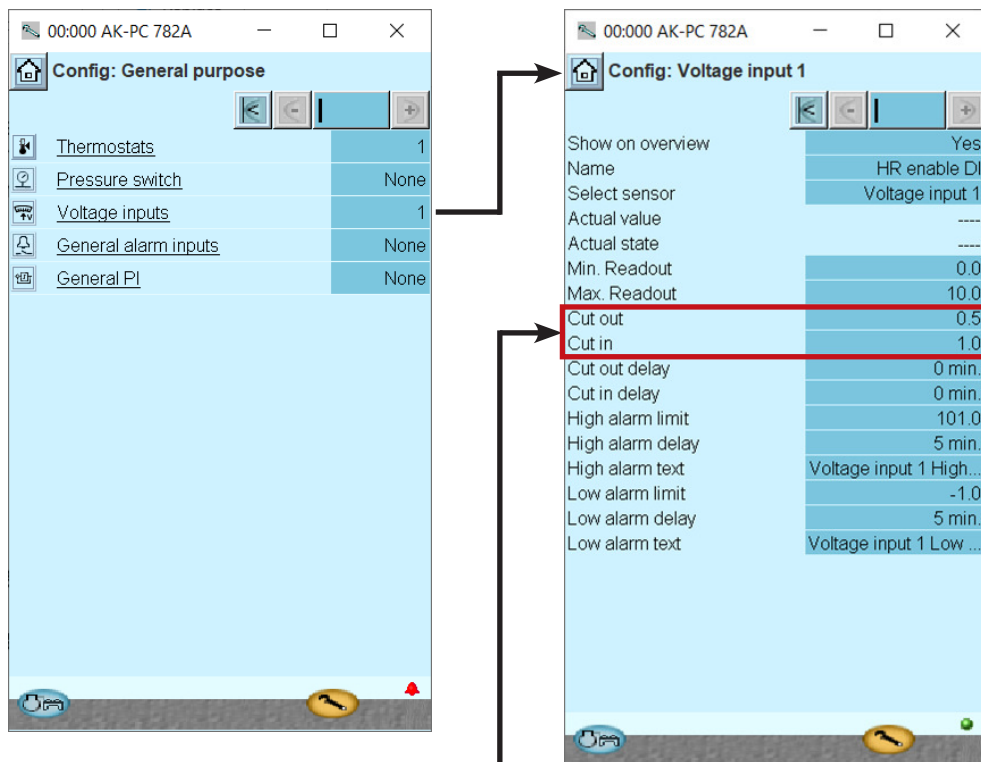 00:000 AK-PC 782A
Config: General purpose
Thermostats 1
Pressure switch None
Voltage inputs 1
General alarm inputs None
General PI None
00:000 AK-PC 782A
Config: Voltage input 1
Show on overview Yes
Name HR enable DI
Select sensor Voltage input 1
Actual value ----
Actual state ----
Min. Readout 0.0
Max. Readout 10.0
Cut out 0.5
Cut in 1.0
Cut out delay 0 min.
Cut in delay 0 min.
High alarm limit 101.0
High alarm delay 5 min.
High alarm text Voltage input 1 High...
Low alarm limit -1.0
Low alarm delay 5 min.
Low alarm text Voltage input 1 Low ...